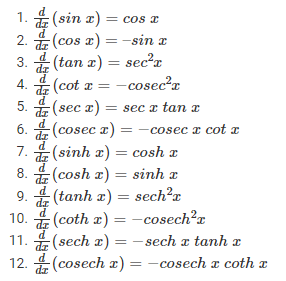 1. d/dx (sin x) = cos x
2. d/dx (cos x) = −sin x
3. d/dx (tan x) = sec²x
4. d/dx (cot x = −cosec²x
5. d/dx (sec x) = sec x tan x
6. d/dx (cosec x) = −cosec x cot x
7. d/dx (sinh x) = cosh x
8. d/dx (cosh x) = sinh x
9. d/dx (tanh x) = sech²x
10. d/dx (coth x) = −cosech²x
11. d/dx (sech x) = −sech x tanh x
12. d/dx (cosech x) = −cosech x coth x